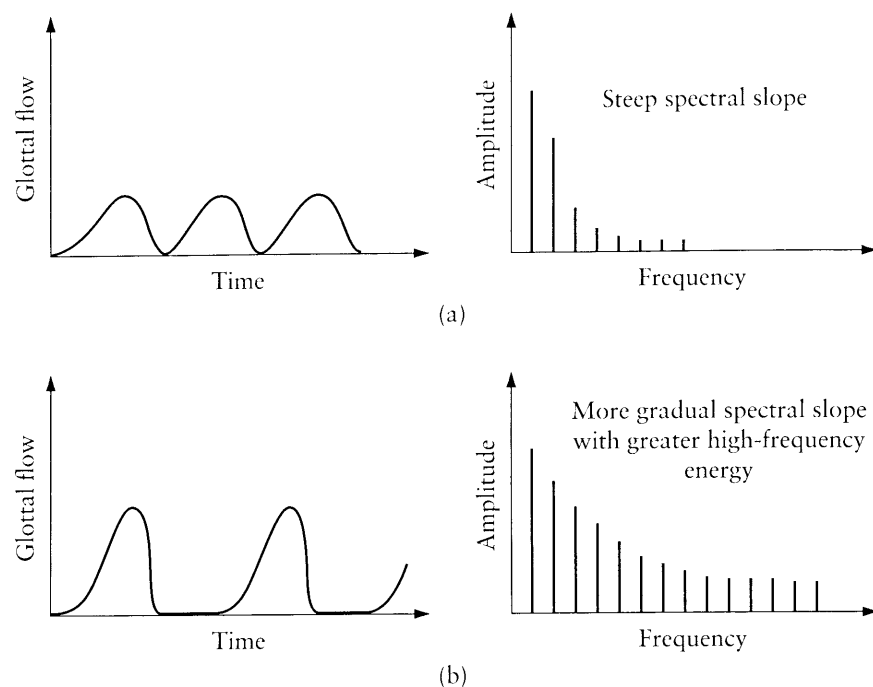 Glottal flow
Time
Amplitude
Steep spectral slope
Frequency
(a)
Glottal flow
Time
Amplitude
More gradual spectral slope
with greater high-frequency
energy
Frequency
(b)